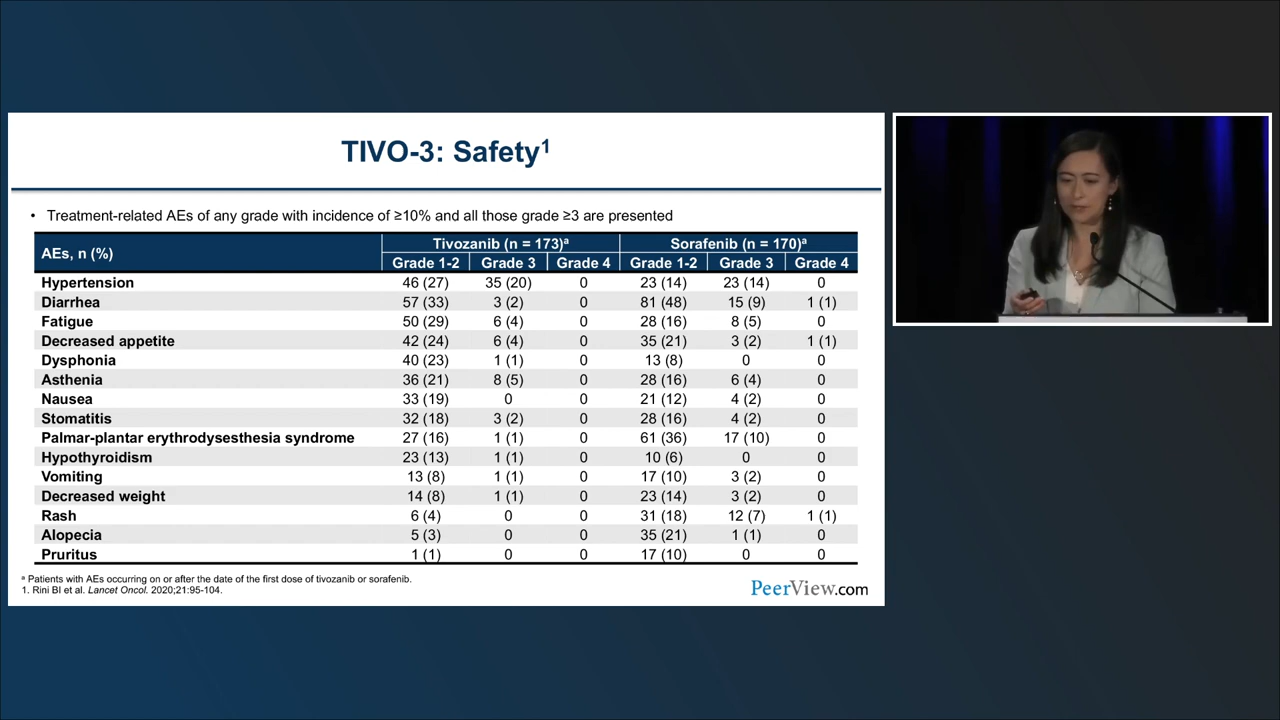 TIVO-3: Safety1
• Treatment-related AEs of any grade with incidence of ≥10% and all those grade ≥3 are presented
AEs, n (%) Tivozanib (n = 173)a Sorafenib (n = 170)a
Grade 1-2 Grade 3 Grade 4 Grade 1-2 Grade 3 Grade 4
Hypertension 46 (27) 35 (20) 0 23 (14) 23 (14) 0
Diarrhea 57 (33) 3 (2) 0 81 (48) 15 (9) 1 (1)
Fatigue 50 (29) 6 (4) 0 28 (16) 8 (5) 0
Decreased appetite 42 (24) 6 (4) 0 35 (21) 3 (2) 1 (1)
Dysphonia 40 (23) 1 (1) 0 13 (8) 0 0
Asthenia 36 (21) 8 (5) 0 28 (16) 6 (4) 0
Nausea 33 (19) 0 0 21 (12) 4 (2) 0
Stomatitis 32 (18) 3 (2) 0 28 (16) 4 (2) 0
Palmar-plantar erythrodysesthesia syndrome 27 (16) 1 (1) 0 61 (36) 17 (10) 0
Hypothyroidism 23 (13) 1 (1) 0 10 (6) 0 0
Vomiting 13 (8) 1 (1) 0 17 (10) 3 (2) 0
Decreased weight 14 (8) 1 (1) 0 23 (14) 3 (2) 0
Rash 6 (4) 0 0 31 (18) 12 (7) 1 (1)
Alopecia 5 (3) 0 0 35 (21) 1 (1) 0
Pruritus 1 (1) 0 0 17 (10) 0 0
a Patients with AEs occurring on or after the date of the first dose of tivozanib or sorafenib.
1. Rini BI et al. Lancet Oncol. 2020;21:95-104.
PeerView.com